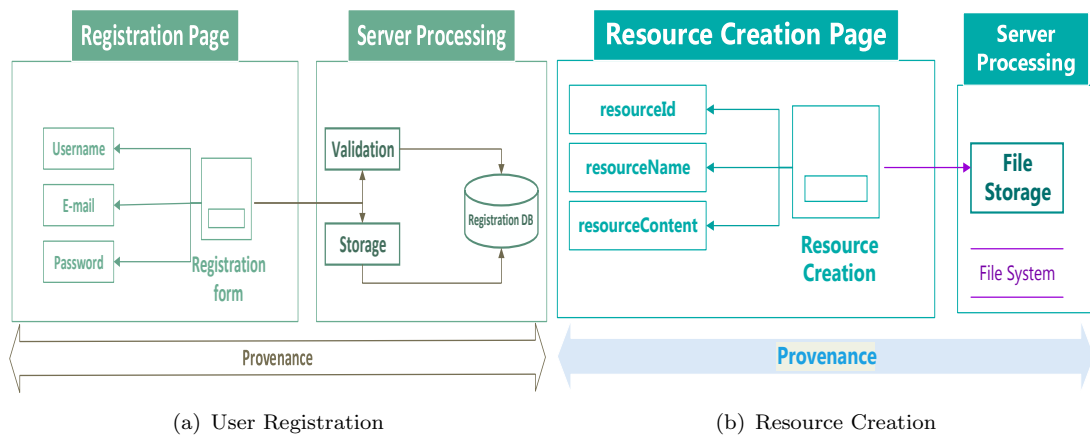 Registration Page
Username
E-mail
Password
Registration
form
Server Processing
Validation
Storage
Registration DB
Provenance
(a) User Registration
Resource Creation Page
resourceId
resourceName
resourceContent
Resource
Creation
Server
Processing
File
Storage
File System
Provenance
(b) Resource Creation